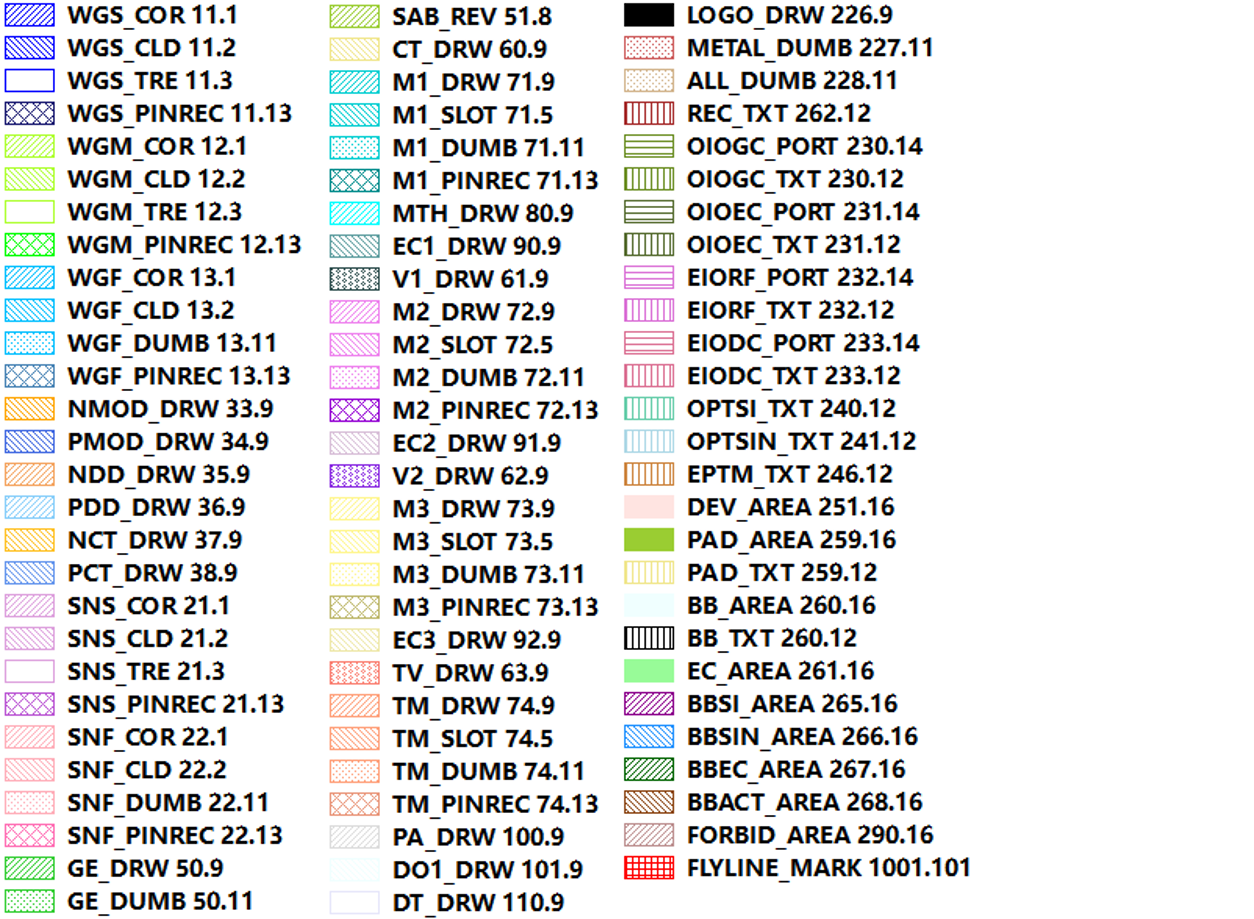 WGS_COR 11.1
WGS_CLD 11.2
WGS_TRE 11.3
WGS_PINREC 11.13
WGM_COR 12.1
WGM_CLD 12.2
WGM_TRE 12.3
WGM_PINREC 12.13
WGF_COR 13.1
WGF_CLD 13.2
WGF_DUMB 13.11
WGF_PINREC 13.13
NMOD_DRW 33.9
PMOD_DRW 34.9
NDD_DRW 35.9
PDD_DRW 36.9
NCT_DRW 37.9
PCT_DRW 38.9
SNS_COR 21.1
SNS_CLD 21.2
SNS_TRE 21.3
SNS_PINREC 21.13
SNF_COR 22.1
SNF_CLD 22.2
SNF_DUMB 22.11
SNF_PINREC 22.13
GE_DRW 50.9
GE_DUMB 50.11
SAB_REV 51.8
CT_DRW 60.9
M1_DRW 71.9
M1_SLOT 71.5
M1_DUMB 71.11
M1_PINREC 71.13
MTH_DRW 80.9
EC1_DRW 90.9
V1_DRW 61.9
M2_DRW 72.9
M2_SLOT 72.5
M2_DUMB 72.11
M2_PINREC 72.13
EC2_DRW 91.9
V2_DRW 62.9
M3_DRW 73.9
M3_SLOT 73.5
M3_DUMB 73.11
M3_PINREC 73.13
EC3_DRW 92.9
TV_DRW 63.9
TM_DRW 74.9
TM_SLOT 74.5
TM_DUMB 74.11
TM_PINREC 74.13
PA_DRW 100.9
DO1_DRW 101.9
DT_DRW 110.9
LOGO_DRW 226.9
METAL_DUMB 227.11
ALL_DUMB 228.11
REC_TXT 262.12
OIOGC_PORT 230.14
OIOGC_TXT 230.12
OIOEC_PORT 231.14
OIOEC_TXT 231.12
EIORF_PORT 232.14
EIORF_TXT 232.12
EIODC_PORT 233.14
EIODC_TXT 233.12
OPTSI_TXT 240.12
OPTSIN_TXT 241.12
EPTM_TXT 246.12
DEV_AREA 251.16
PAD_AREA 259.16
PAD_TXT 259.12
BB_AREA 260.16
BB_TXT 260.12
EC_AREA 261.16
BBSI_AREA 265.16
BBSIN_AREA 266.16
BBEC_AREA 267.16
BBACT_AREA 268.16
FORBID_AREA 290.16
FLYLINE_MARK 1001.101